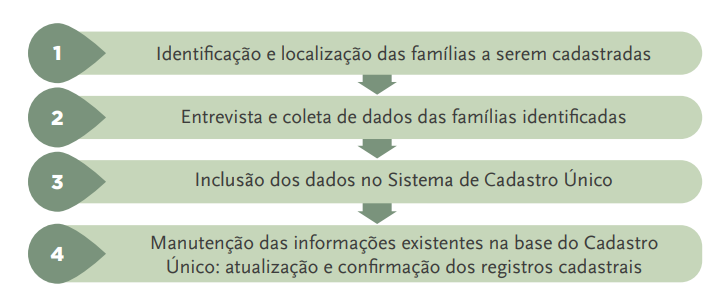 1 Identificação e localização das famílias a serem cadastradas
2 Entrevista e coleta de dados das famílias identificadas
3 Inclusão dos dados no Sistema de Cadastro Único
4 Manutenção das informações existentes na base do Cadastro
Único: atualização e confirmação dos registros cadastrais